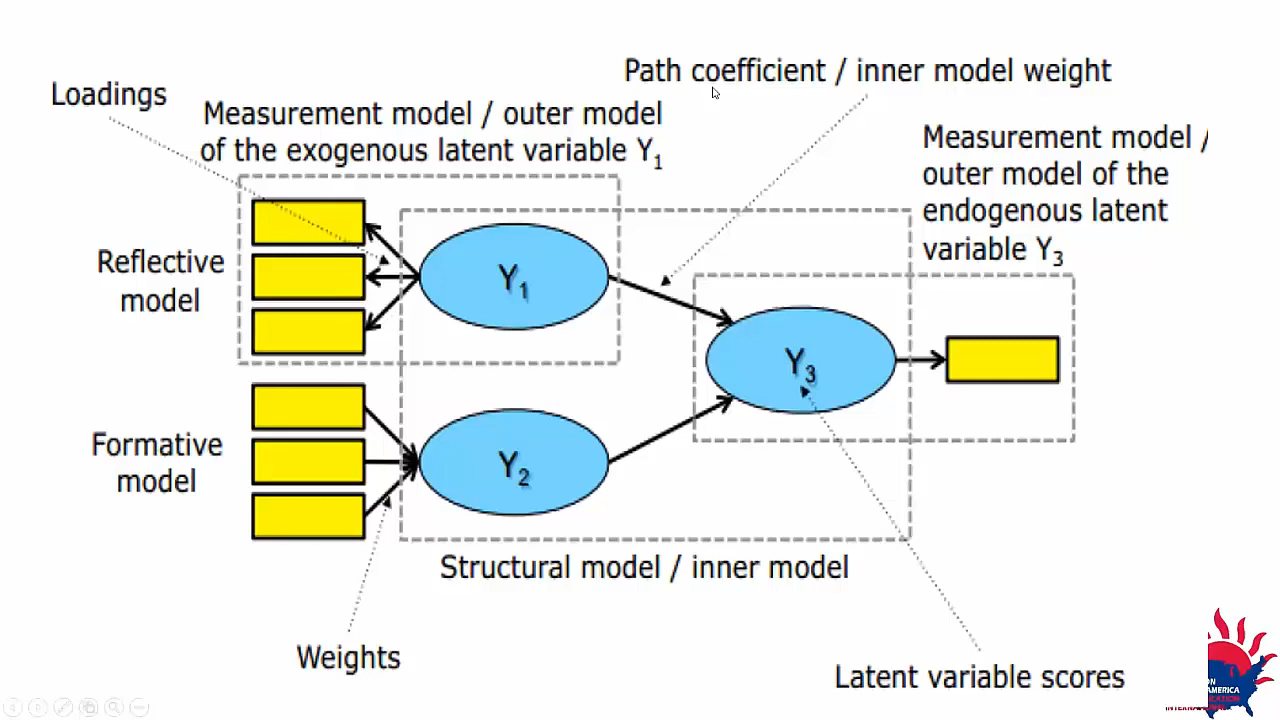 Path coefficient / inner model weight
Loadings
Measurement model / outer model
of the exogenous latent variable Y1
Measurement model /
outer model of the
endogenous latent
variable Y3
Reflective
model
Y1
Y3
Formative
model
Y2
Structural model / inner model
Weights
Latent variable scores
ON
AMERICA